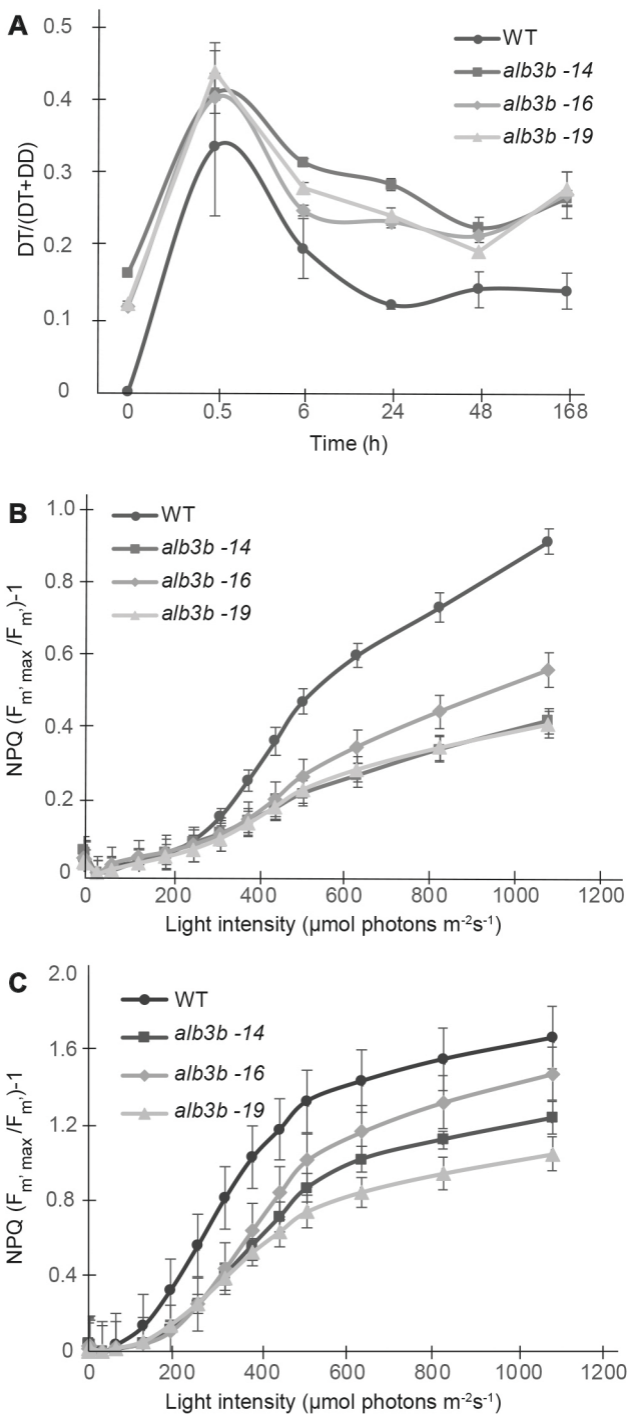 A
0.5
0.4
0.3
0.2
0.1
0
DT/(DT+DD)
WT
alb3b -14
alb3b -16
alb3b -19
0 0.5 6 24 48 168
Time (h)
B
1.0
0.8
0.6
0.4
0.2
0
NPQ (Fm' max /Fm')-1
WT
alb3b -14
alb3b -16
alb3b -19
0 200 400 600 800 1000 1200
Light intensity (µmol photons m-2s-1)
C
2.0
1.6
1.2
0.8
0.4
0
NPQ (Fm' max /Fm')-1
WT
alb3b -14
alb3b -16
alb3b -19
0 200 400 600 800 1000 1200
Light intensity (µmol photons m-2s-1)